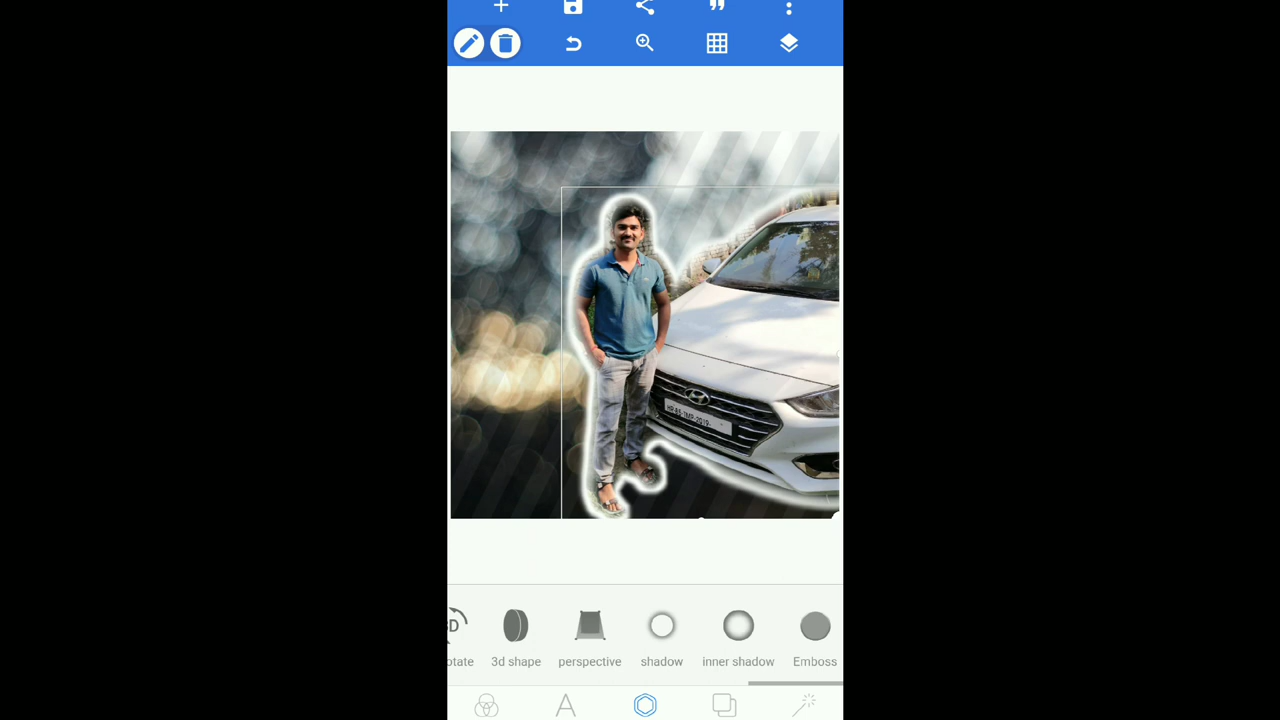 D
otate
3d shape
perspective
shadow
inner shadow
Emboss